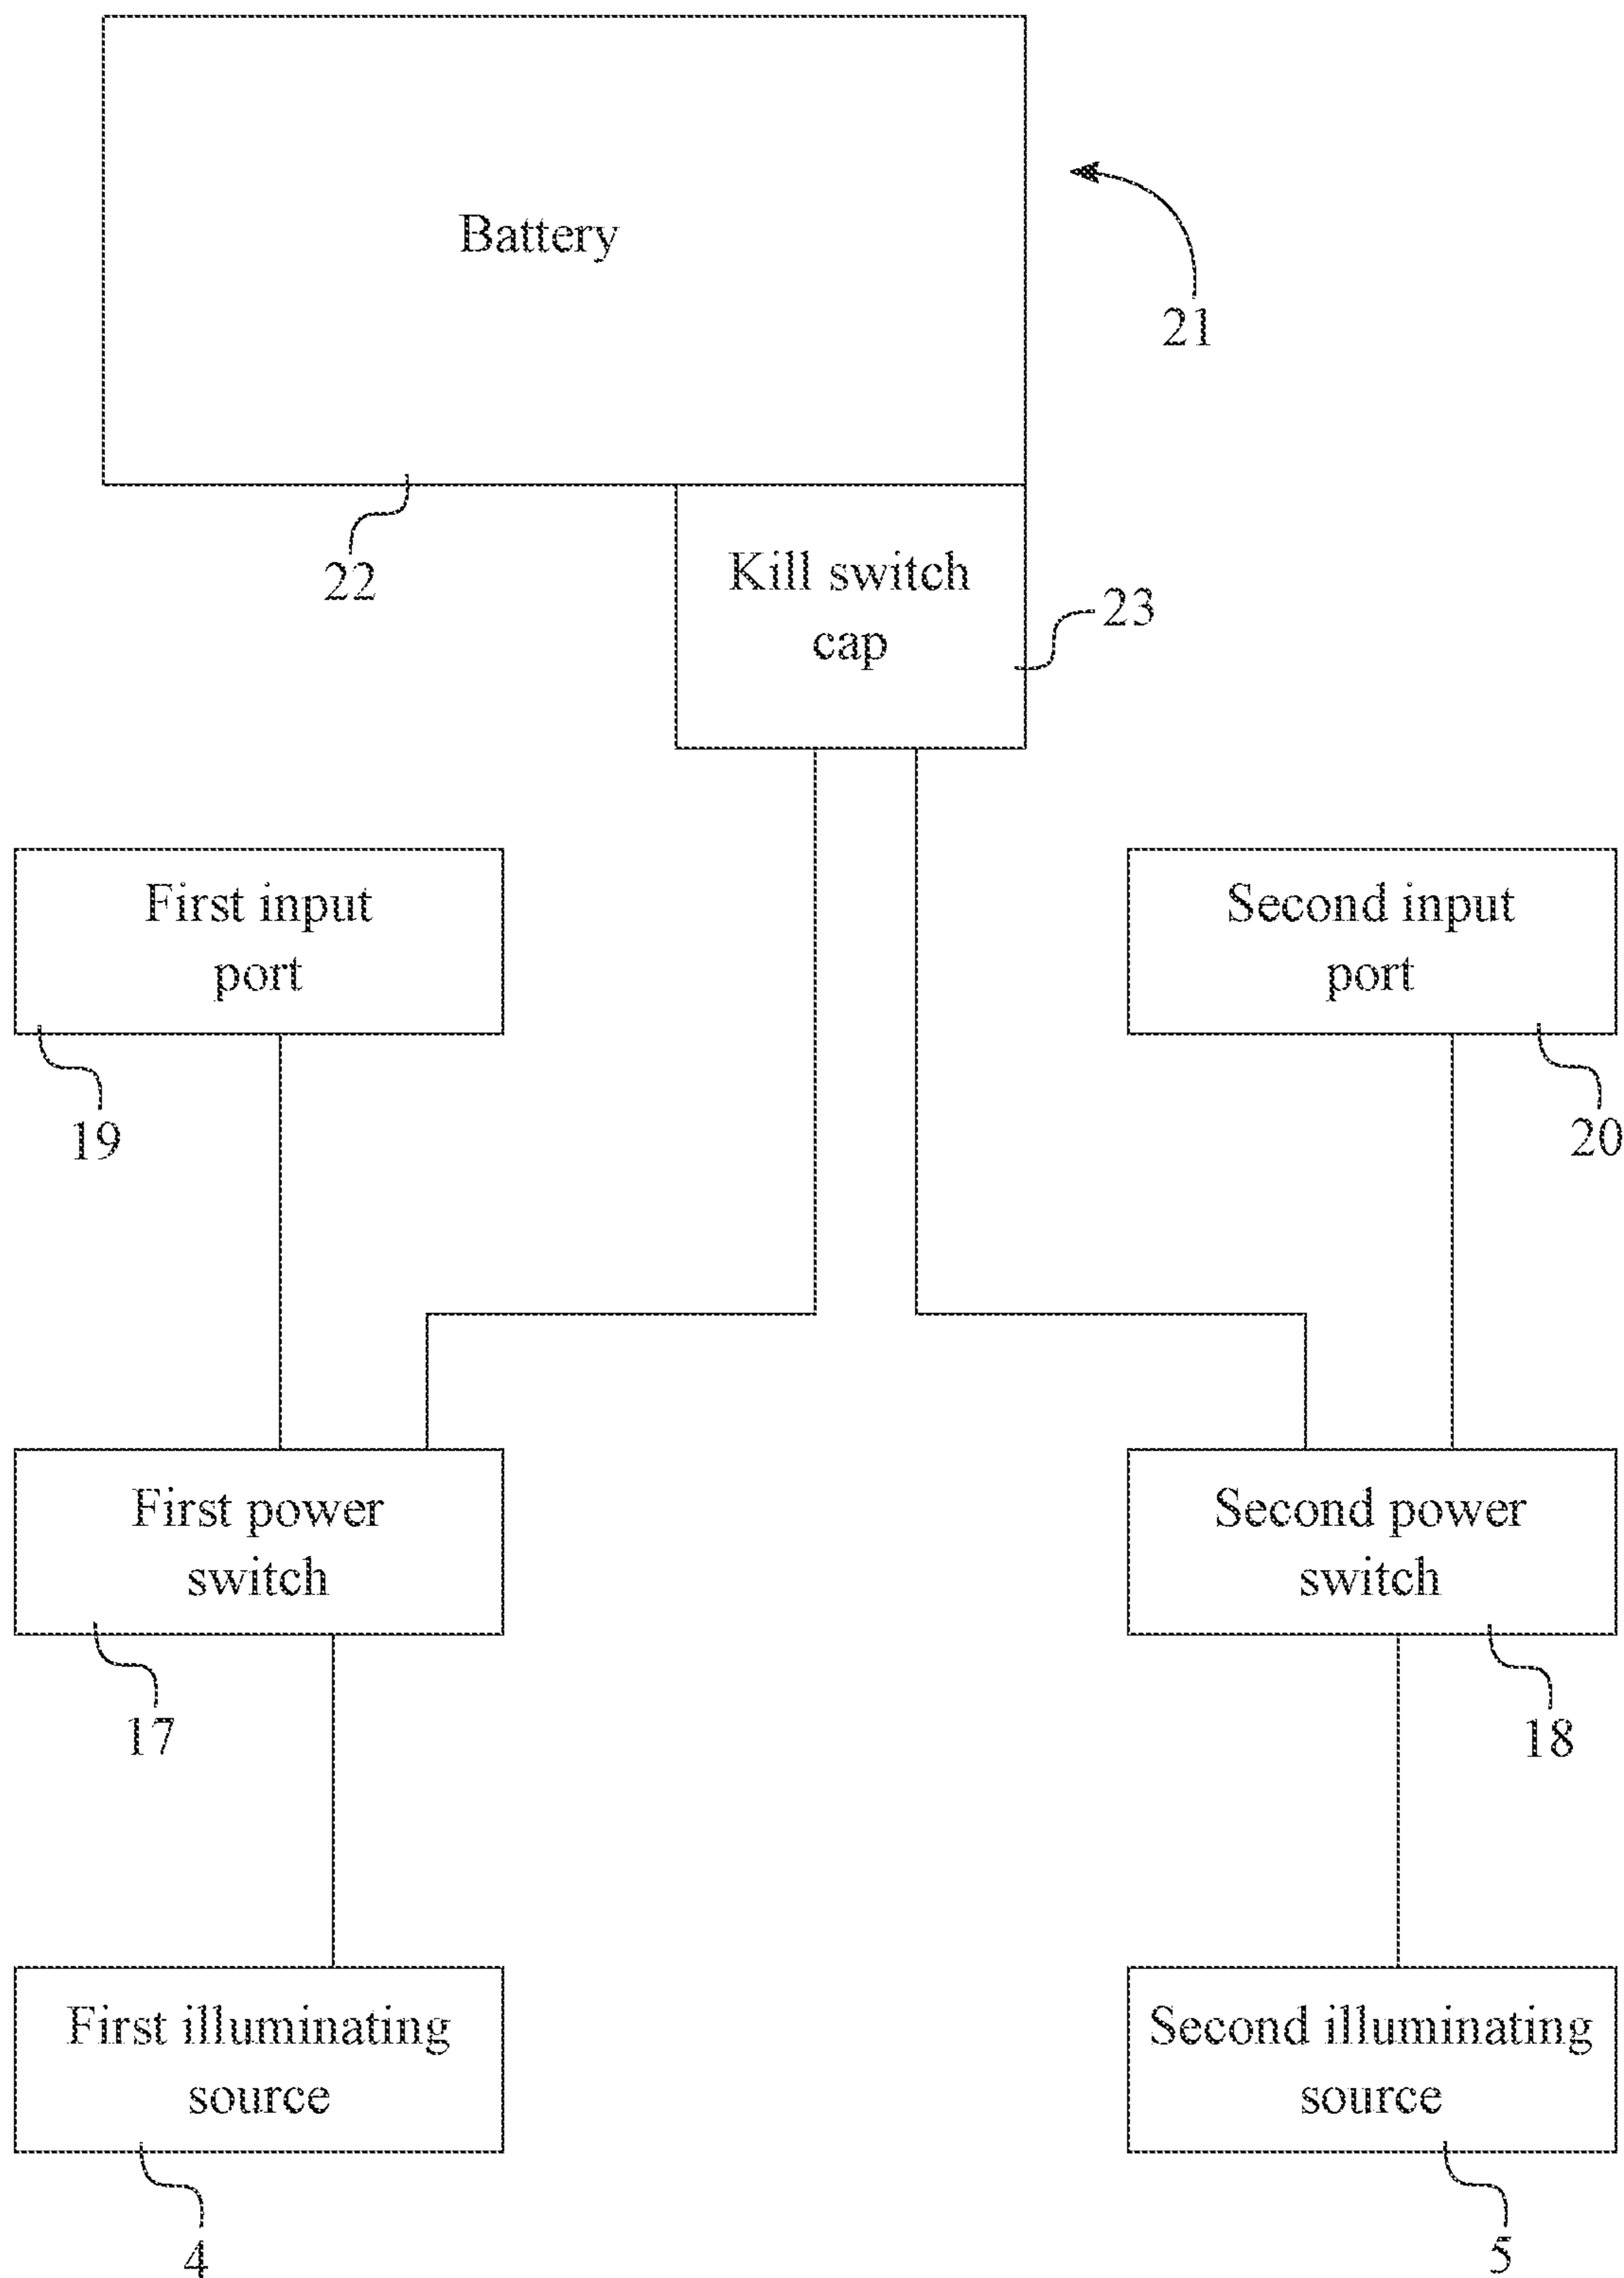 Battery
21
22
Kill switch
cap
23
First input
port
Second input
port
19
20
First power
switch
Second power
switch
17
18
First illuminating
source
Second illuminating
source
4
5